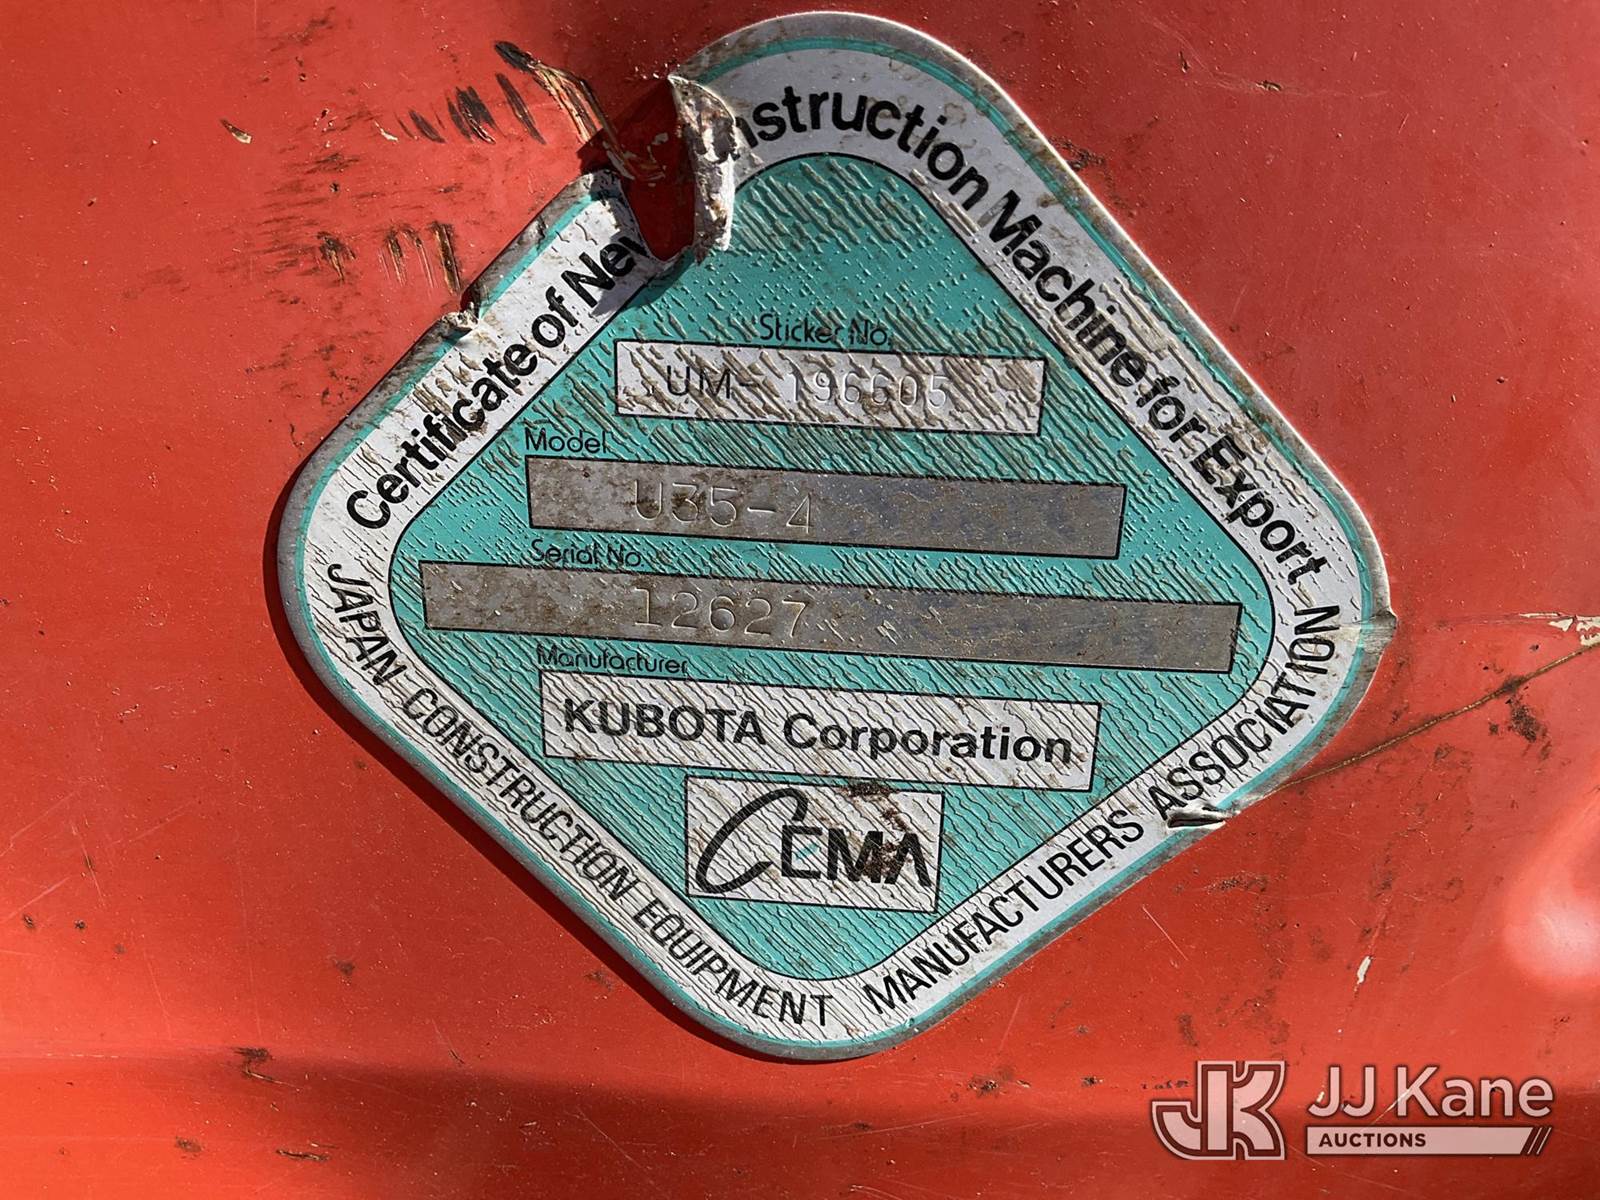 Certificate of New Construction Machine for Export
Sticker No.
UM- 196605
Model
U35-4
Serial No.
12627
Manufacturer
KUBOTA Corporation
CEMA
JAPAN CONSTRUCTION EQUIPMENT MANUFACTURERS ASSOCIATION
JK JJ Kane
AUCTIONS